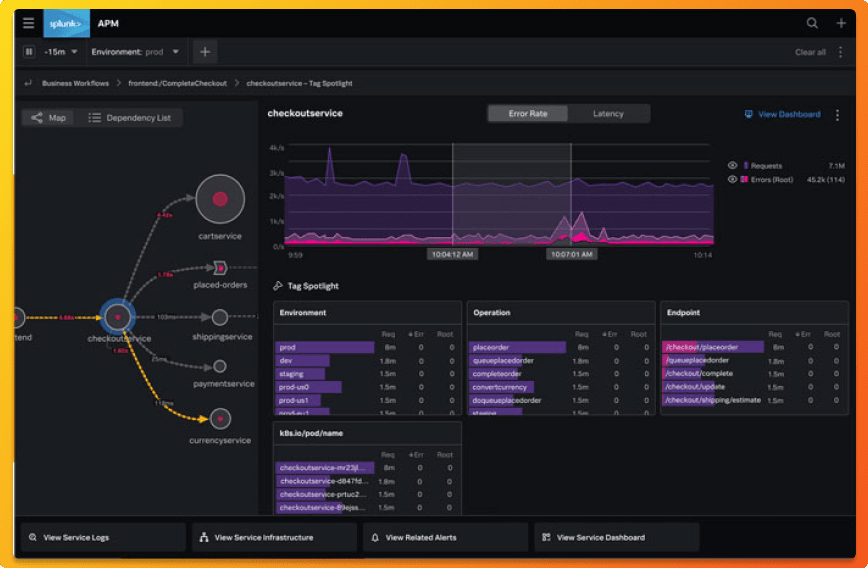 splunk> APM
-15m Environment: prod Clear all
Business Workflows > frontend:/CompleteCheckout > checkoutservice – Tag Spotlight
Map Dependency List
checkoutservice Error Rate Latency View Dashboard
4k/s
3k/s
2k/s
1k/s
0/s
9:59 10:04:12 AM 10:07:01 AM 10:14
Requests 7.1M
Errors (Root) 45.2k (114)
cartservice
placed-orders
1.79s
103ms
shippingservice
checkoutservice
1.60s
25ms
paymentservice
118ms
currencyservice
tend
Tag Spotlight
Environment
Req Err Root
prod 8m 0 0
dev 1.8m 0 0
staging 1.5m 0 0
prod-us0 1.5m 0 0
prod-us1 1.5m 0 0
prod-eu1 1.5m 0 0
Operation
Req Err Root
placeorder 8m 0 0
queueplacedorder 1.8m 0 0
completeorder 1.5m 0 0
convertcurrency 1.5m 0 0
doqueueplacedorder 1.5m 0 0
staging 1.5m 0 0
Endpoint
Req Err Root
/checkout/placeorder 8m 0 0
/queueplacedorder 1.8m 0 0
/checkout/complete 1.5m 0 0
/checkout/update 1.5m 0 0
/checkout/shipping/estimate 1.5m 0 0
k8s.io/pod/name
Req Err Root
checkoutservice-mr23jl... 8m 0 0
checkoutservice-d847fd... 1.8m 0 0
checkoutservice-prtuc2... 1.5m 0 0
checkoutservice-89ejss... 1.5m 0 0
View Service Logs View Service Infrastructure View Related Alerts View Service Dashboard